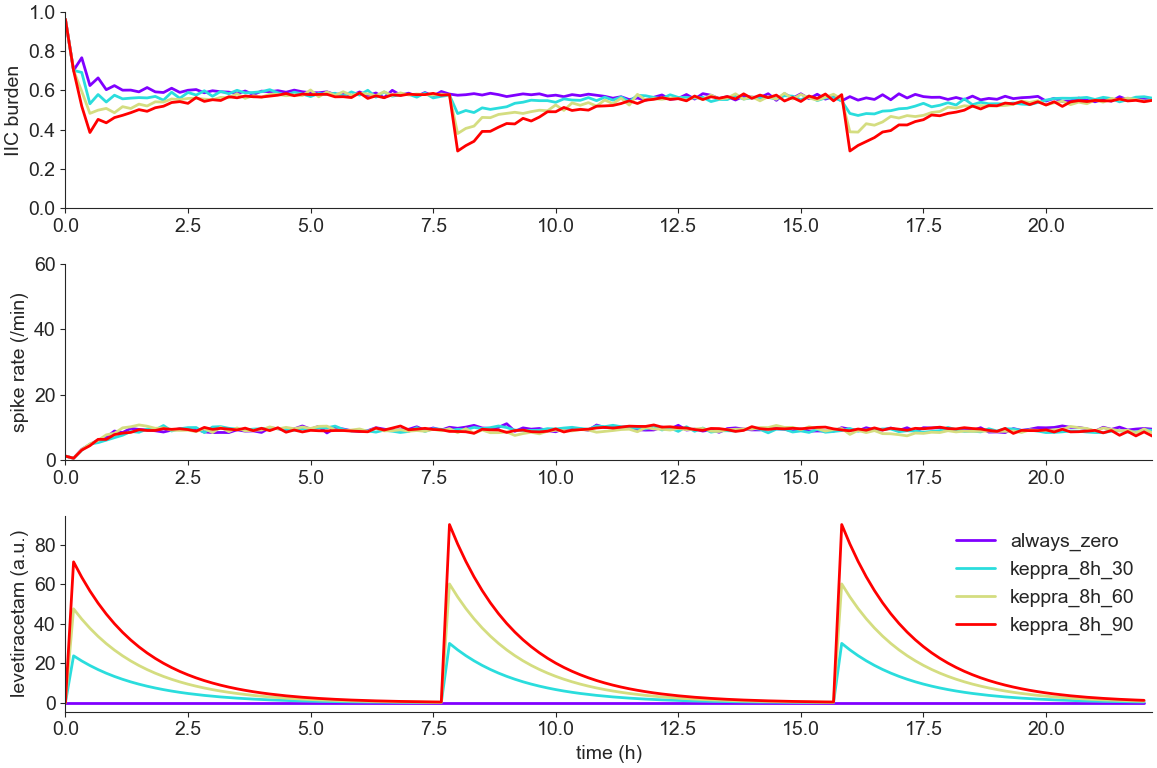 IIC burden
1.0
0.8
0.6
0.4
0.2
0.0
0.0 2.5 5.0 7.5 10.0 12.5 15.0 17.5 20.0
spike rate (/min)
60
40
20
0
0.0 2.5 5.0 7.5 10.0 12.5 15.0 17.5 20.0
levetiracetam (a.u.)
80
60
40
20
0
always_zero
keppra_8h_30
keppra_8h_60
keppra_8h_90
0.0 2.5 5.0 7.5 10.0 12.5 15.0 17.5 20.0
time (h)